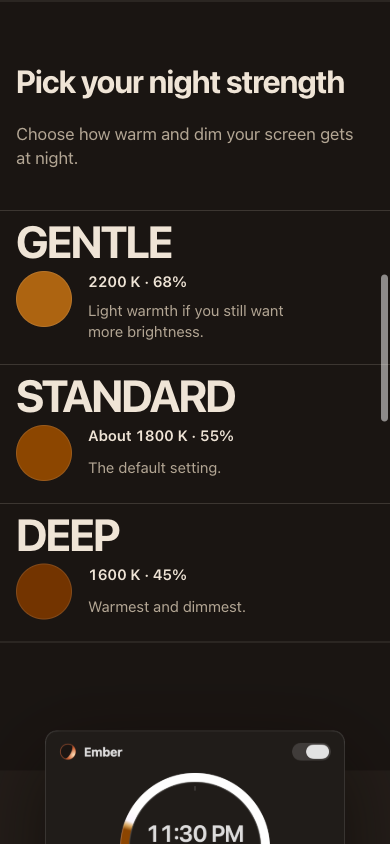 Pick your night strength
Choose how warm and dim your screen gets
at night.
GENTLE
2200 K · 68%
Light warmth if you still want
more brightness.
STANDARD
About 1800 K · 55%
The default setting.
DEEP
1600 K · 45%
Warmest and dimmest.
Ember
11:30 PM